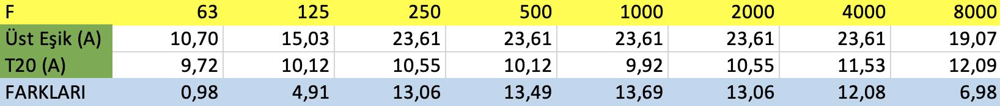 F 63 125 250 500 1000 2000 4000 8000
Üst Eşik (A) 10,70 15,03 23,61 23,61 23,61 23,61 23,61 19,07
T20 (A) 9,72 10,12 10,55 10,12 9,92 10,55 11,53 12,09
FARKLARI 0,98 4,91 13,06 13,49 13,69 13,06 12,08 6,98